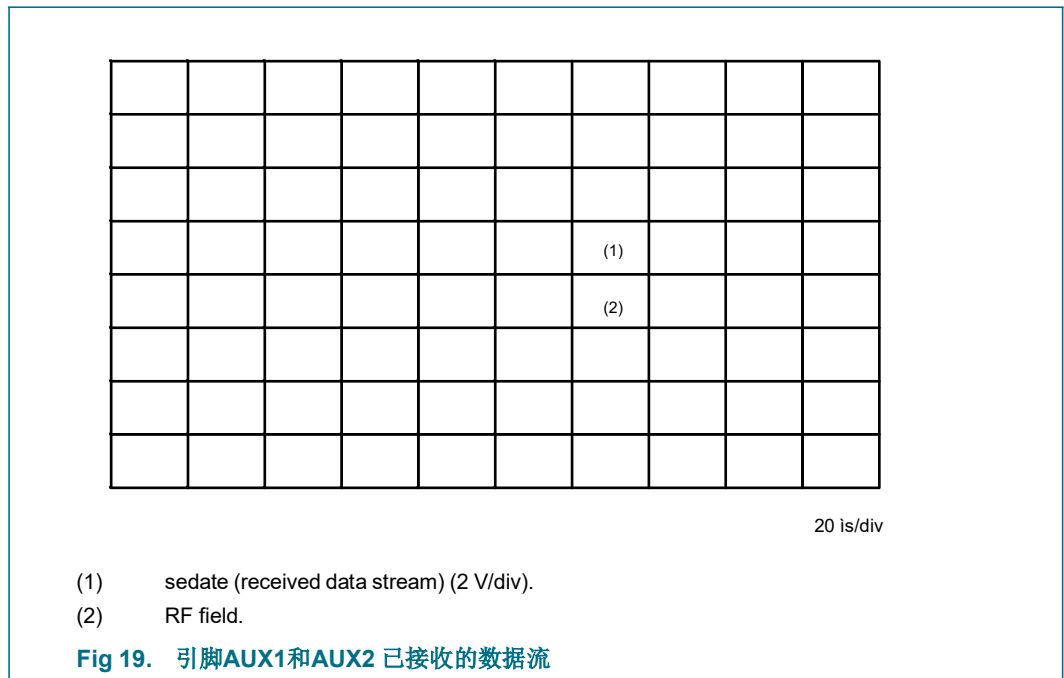 (1)
(2)
20 ìs/div
(1) sedate (received data stream) (2 V/div).
(2) RF field.
Fig 19. 引脚AUX1和AUX2 已接收的数据流